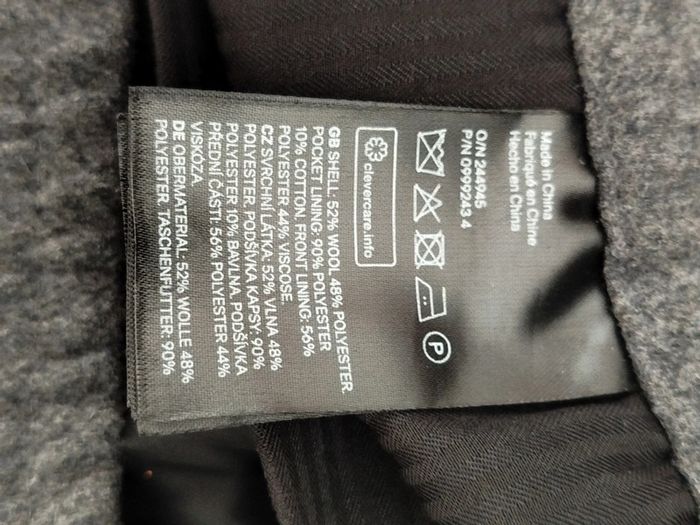 Made in China
Fabriqué en Chine
Hecho en China
O/N 244945
P/N 0999243 4
P
clevercare.info
GB SHELL: 52% WOOL 48% POLYESTER.
POCKET LINING: 90% POLYESTER
10% COTTON. FRONT LINING: 56%
POLYESTER 44% VISCOSE.
CZ SVRCHNÍ LÁTKA: 52% VLNA 48%
POLYESTER. PODŠÍVKA KAPSY: 90%
POLYESTER 10% BAVLNA. PODŠÍVKA
PŘEDNÍ ČÁSTI: 56% POLYESTER 44%
VISKÓZA.
DE OBERMATERIAL: 52% WOLLE 48%
POLYESTER. TASCHENFUTTER: 90%